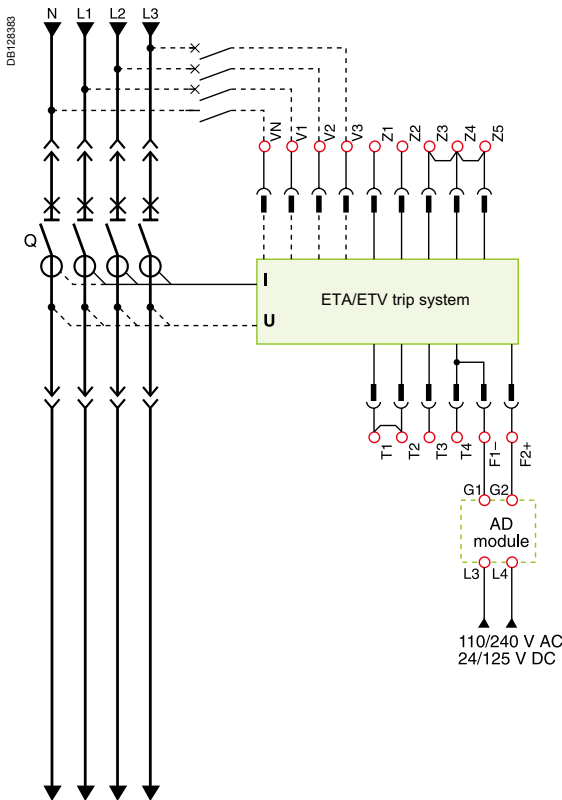 DB128383
N L1 L2 L3
VN V1 V2 V3 Z1 Z2 Z3 Z4 Z5
Q
I
ETA/ETV trip system
U
T1 T2 T3 T4 F1− F2+
G1 G2
AD
module
L3 L4
110/240 V AC
24/125 V DC